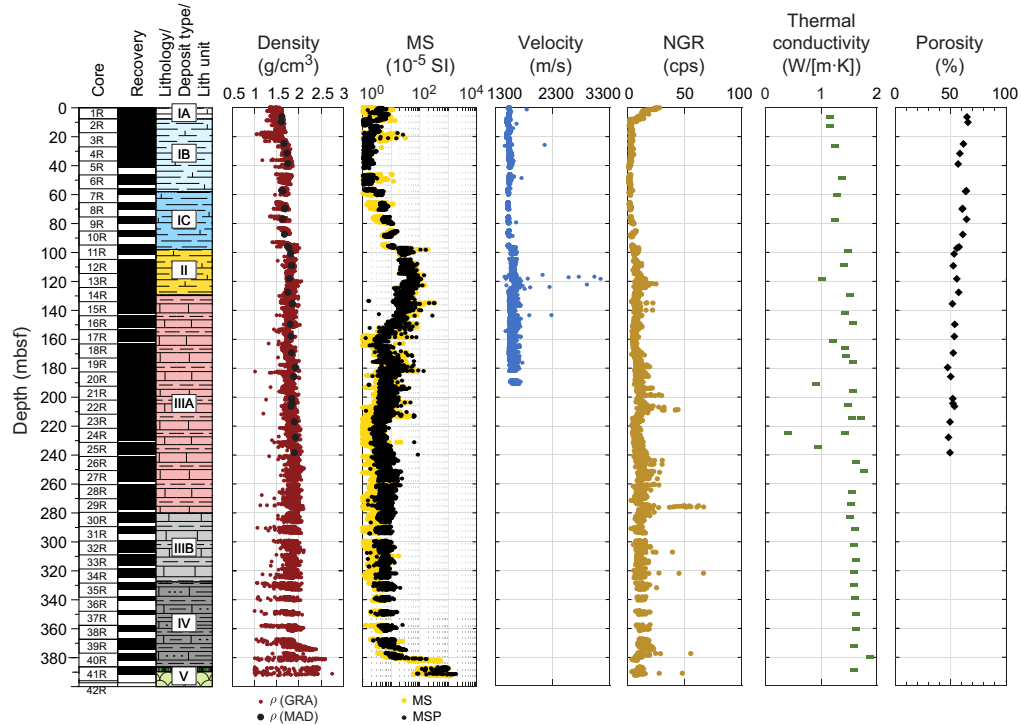 Core
Recovery
Lithology/
Deposit type/
Lith unit
Density
(g/cm³)
MS
(10⁻⁵ SI)
Velocity
(m/s)
NGR
(cps)
Thermal
conductivity
(W/[m·K])
Porosity
(%)
0.5 1 1.5 2 2.5 3
10⁰ 10² 10⁴
1300 2300 3300
0 50 100
0 1 2
0 50 100
Depth (mbsf)
0
20
40
60
80
100
120
140
160
180
200
220
240
260
280
300
320
340
360
380
400
1R
2R
3R
4R
5R
6R
7R
8R
9R
10R
11R
12R
13R
14R
15R
16R
17R
18R
19R
20R
21R
22R
23R
24R
25R
26R
27R
28R
29R
30R
31R
32R
33R
34R
35R
36R
37R
38R
39R
40R
41R
42R
IA
IB
IC
II
IIIA
IIIB
IV
V
ρ (GRA)
ρ (MAD)
MS
MSP